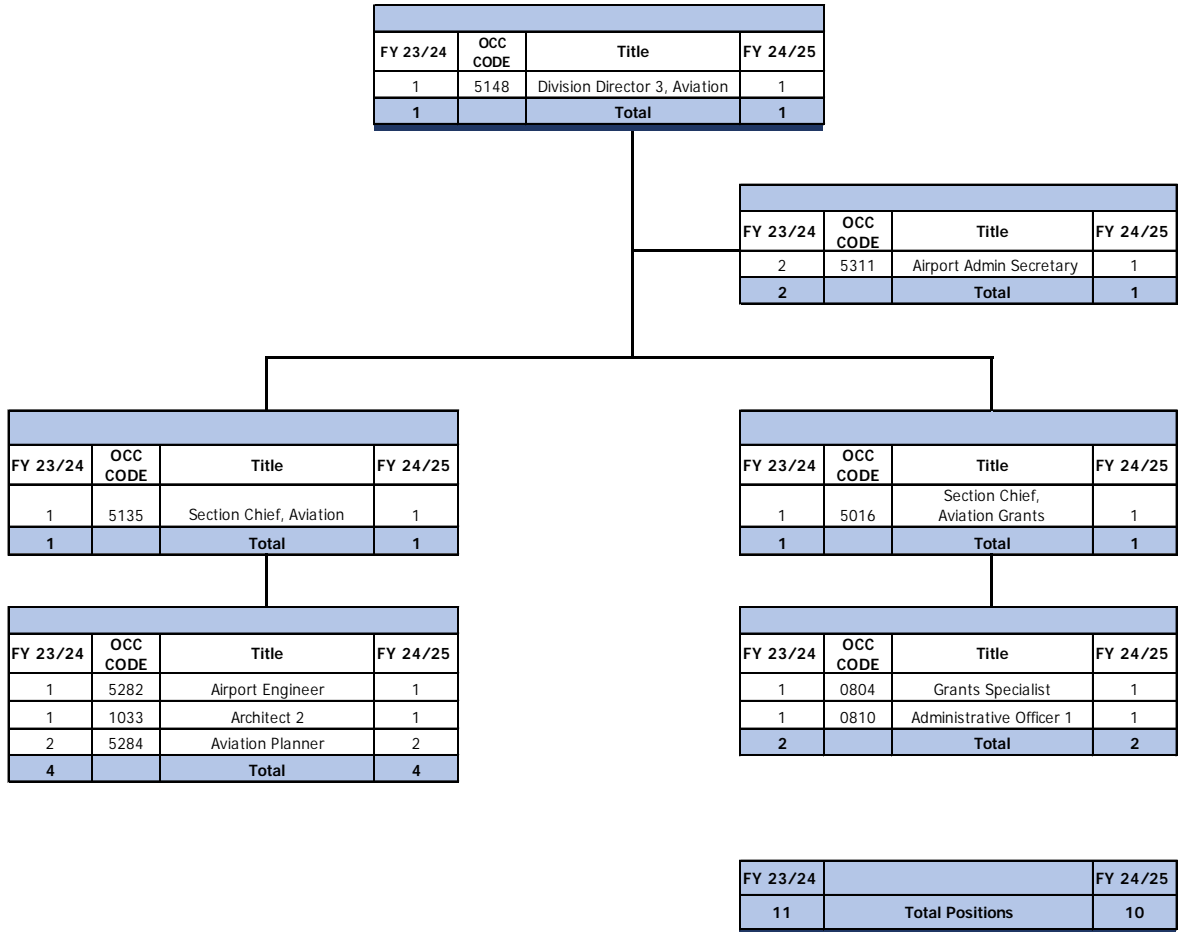 FY 23/24 OCC CODE Title FY 24/25
1 5148 Division Director 3, Aviation 1
1 Total 1
FY 23/24 OCC CODE Title FY 24/25
2 5311 Airport Admin Secretary 1
2 Total 1
FY 23/24 OCC CODE Title FY 24/25
1 5135 Section Chief, Aviation 1
1 Total 1
FY 23/24 OCC CODE Title FY 24/25
1 5016 Section Chief, Aviation Grants 1
1 Total 1
FY 23/24 OCC CODE Title FY 24/25
1 5282 Airport Engineer 1
1 1033 Architect 2 1
2 5284 Aviation Planner 2
4 Total 4
FY 23/24 OCC CODE Title FY 24/25
1 0804 Grants Specialist 1
1 0810 Administrative Officer 1 1
2 Total 2
FY 23/24 FY 24/25
11 Total Positions 10